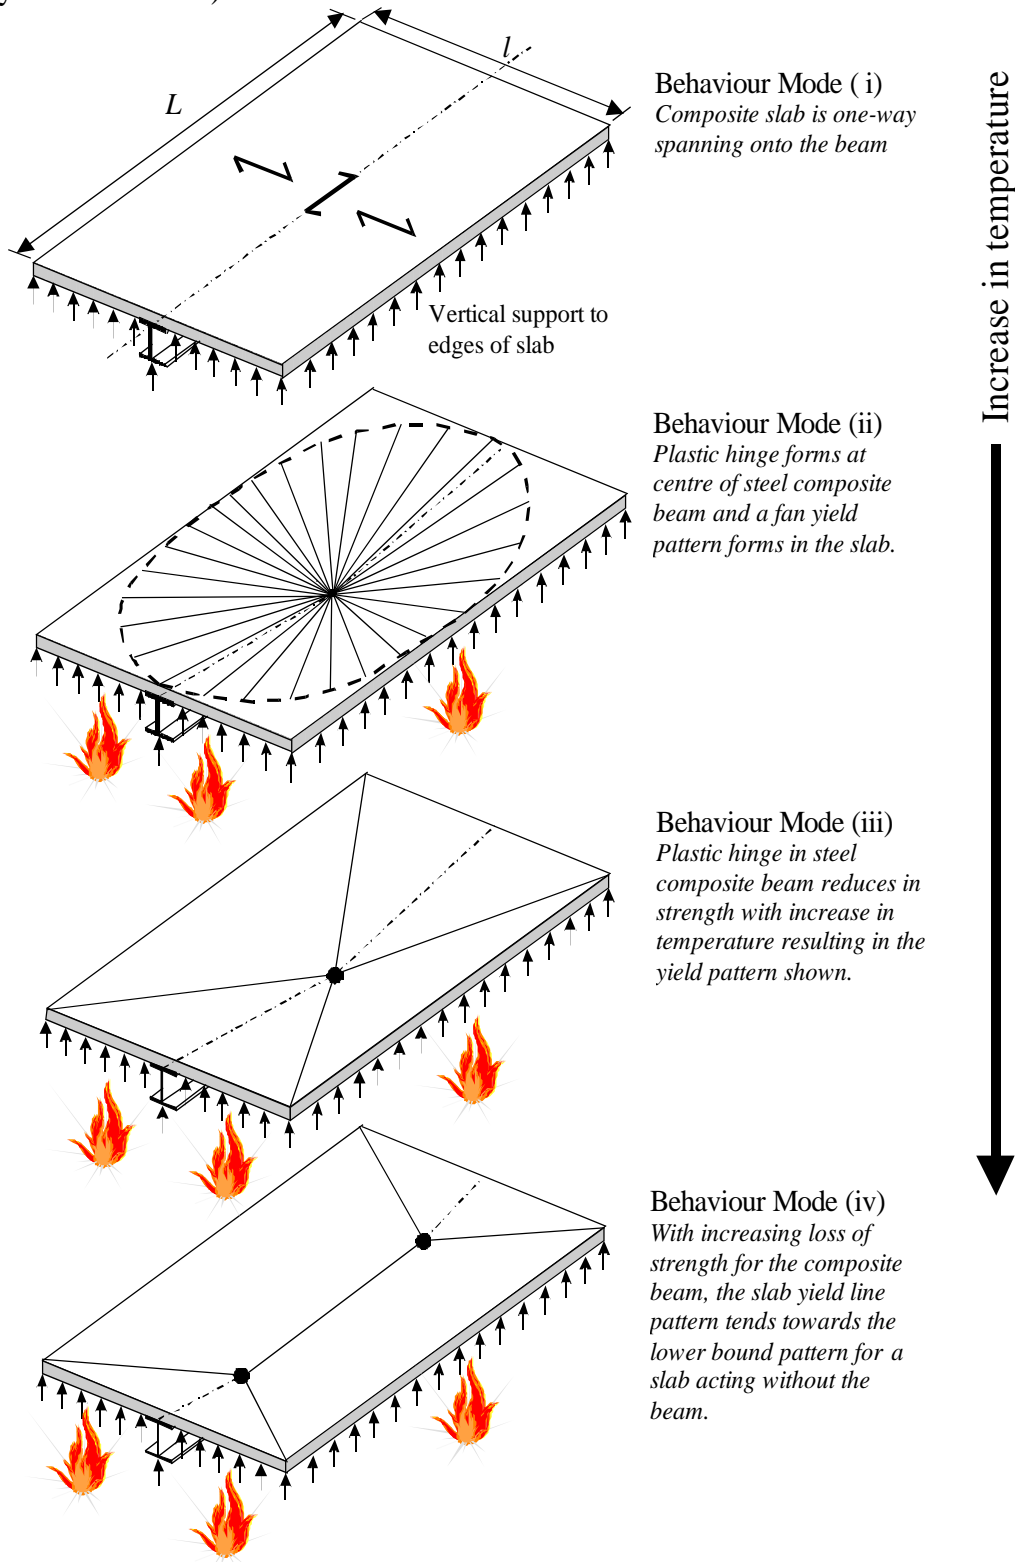 l
L
Behaviour Mode ( i)
Composite slab is one-way
spanning onto the beam
Increase in temperature
Vertical support to
edges of slab
Behaviour Mode (ii)
Plastic hinge forms at
centre of steel composite
beam and a fan yield
pattern forms in the slab.
Behaviour Mode (iii)
Plastic hinge in steel
composite beam reduces in
strength with increase in
temperature resulting in the
yield pattern shown.
Behaviour Mode (iv)
With increasing loss of
strength for the composite
beam, the slab yield line
pattern tends towards the
lower bound pattern for a
slab acting without the
beam.